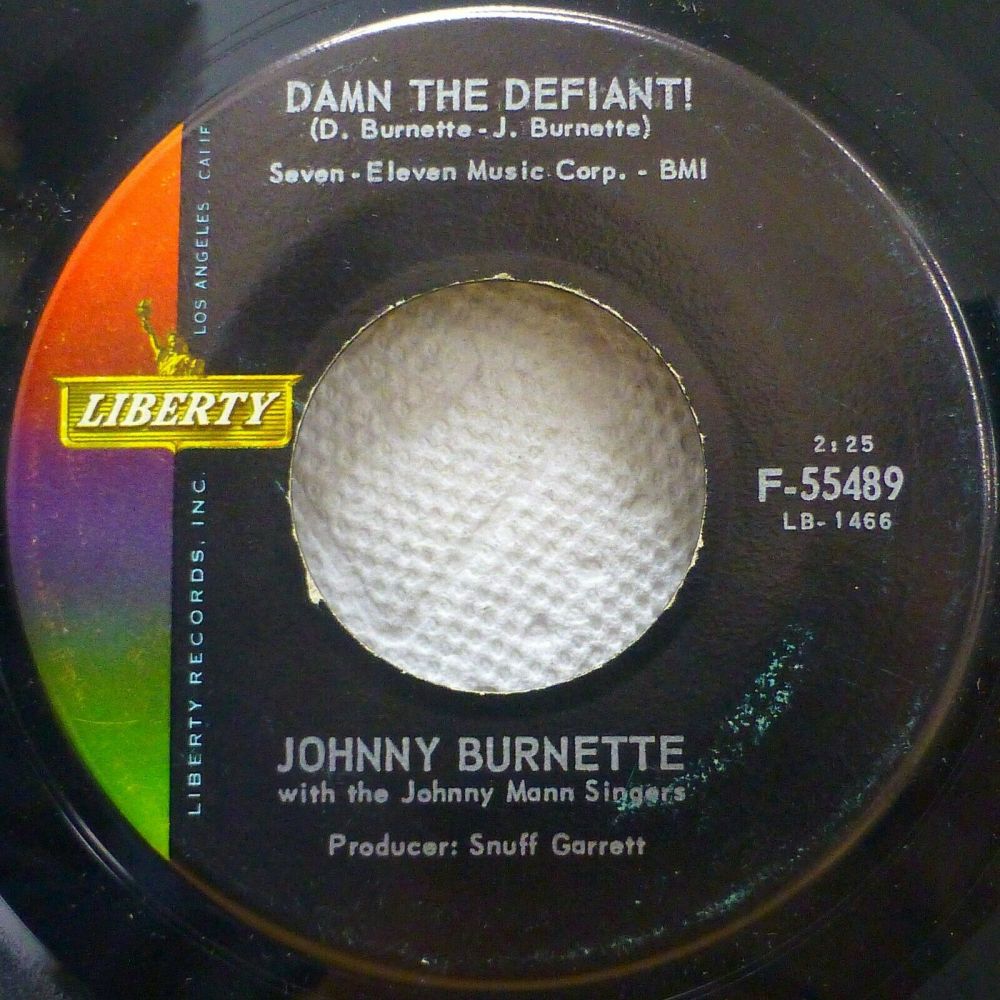 DAMN THE DEFIANT!
(D. Burnette - J. Burnette)
Seven - Eleven Music Corp. - BMI
LIBERTY
LIBERTY RECORDS, INC.
LOS ANGELES, CALIF
2:25
F-55489
LB-1466
JOHNNY BURNETTE
with the Johnny Mann Singers
Producer: Snuff Garrett